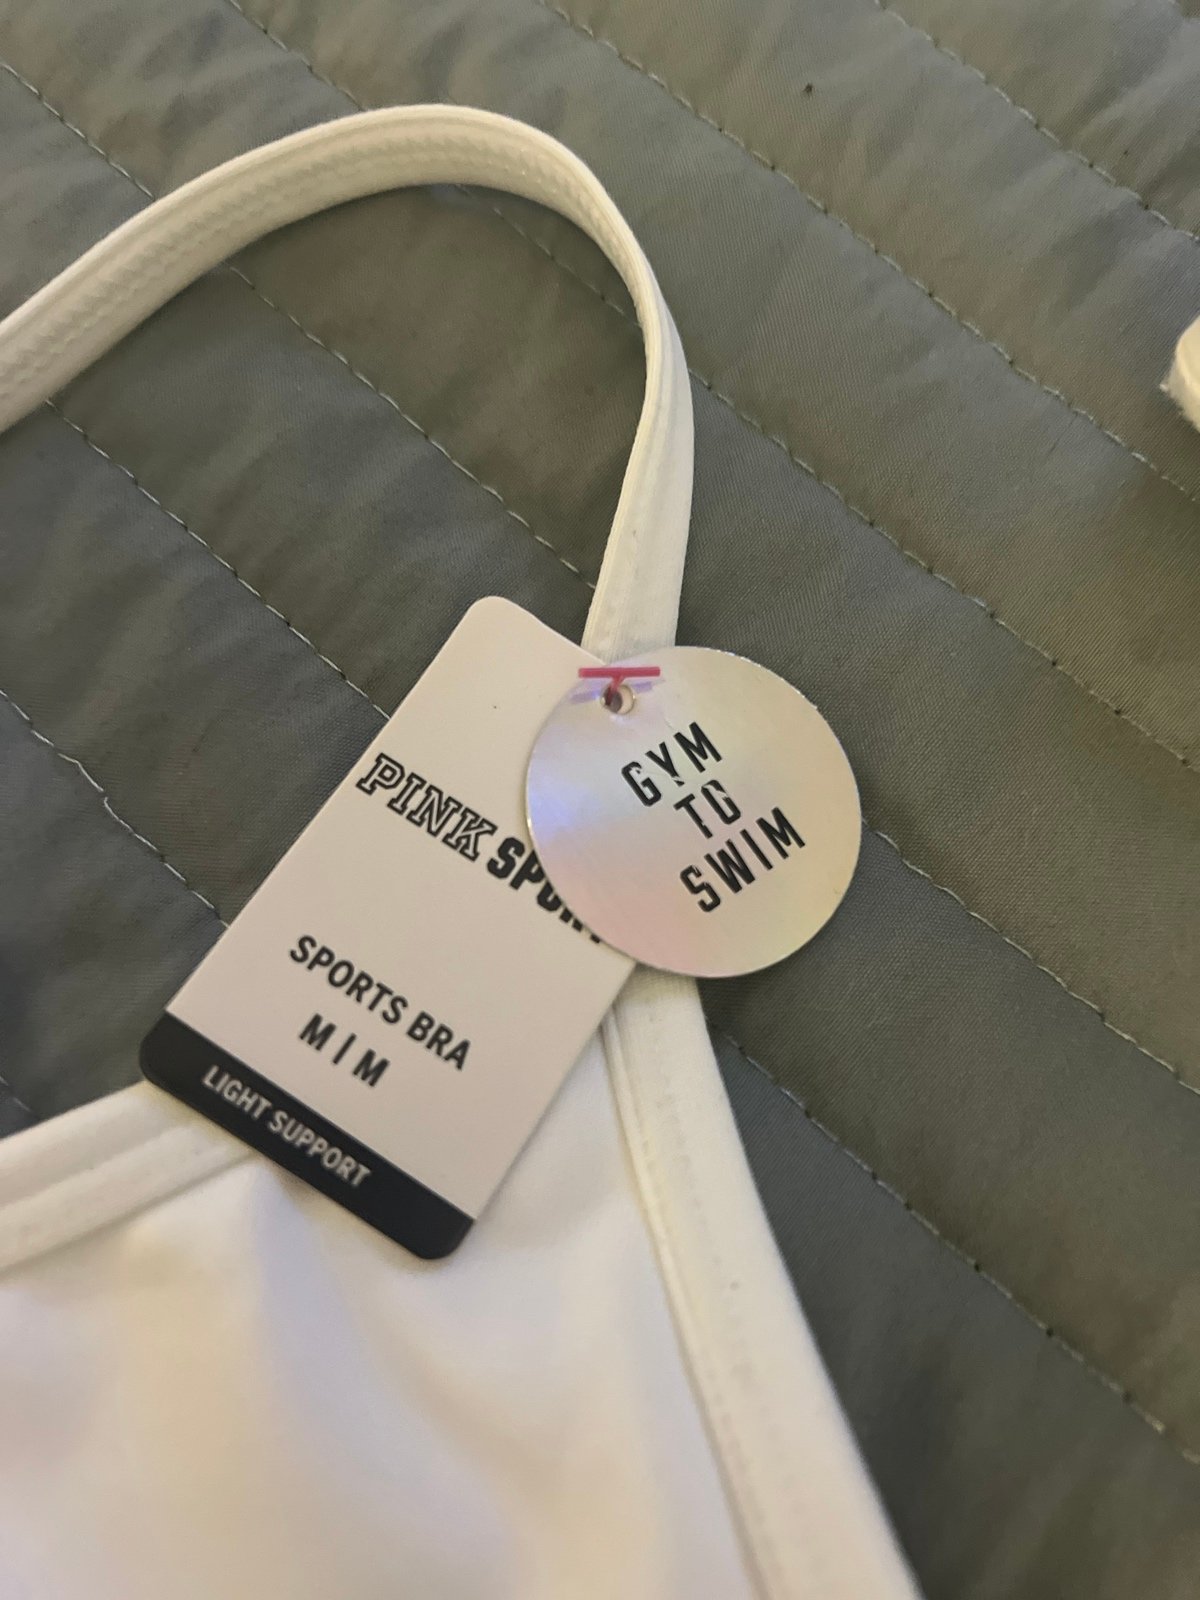 PINK SPORT
SPORTS BRA
M | M
LIGHT SUPPORT
GYM
TO
SWIM